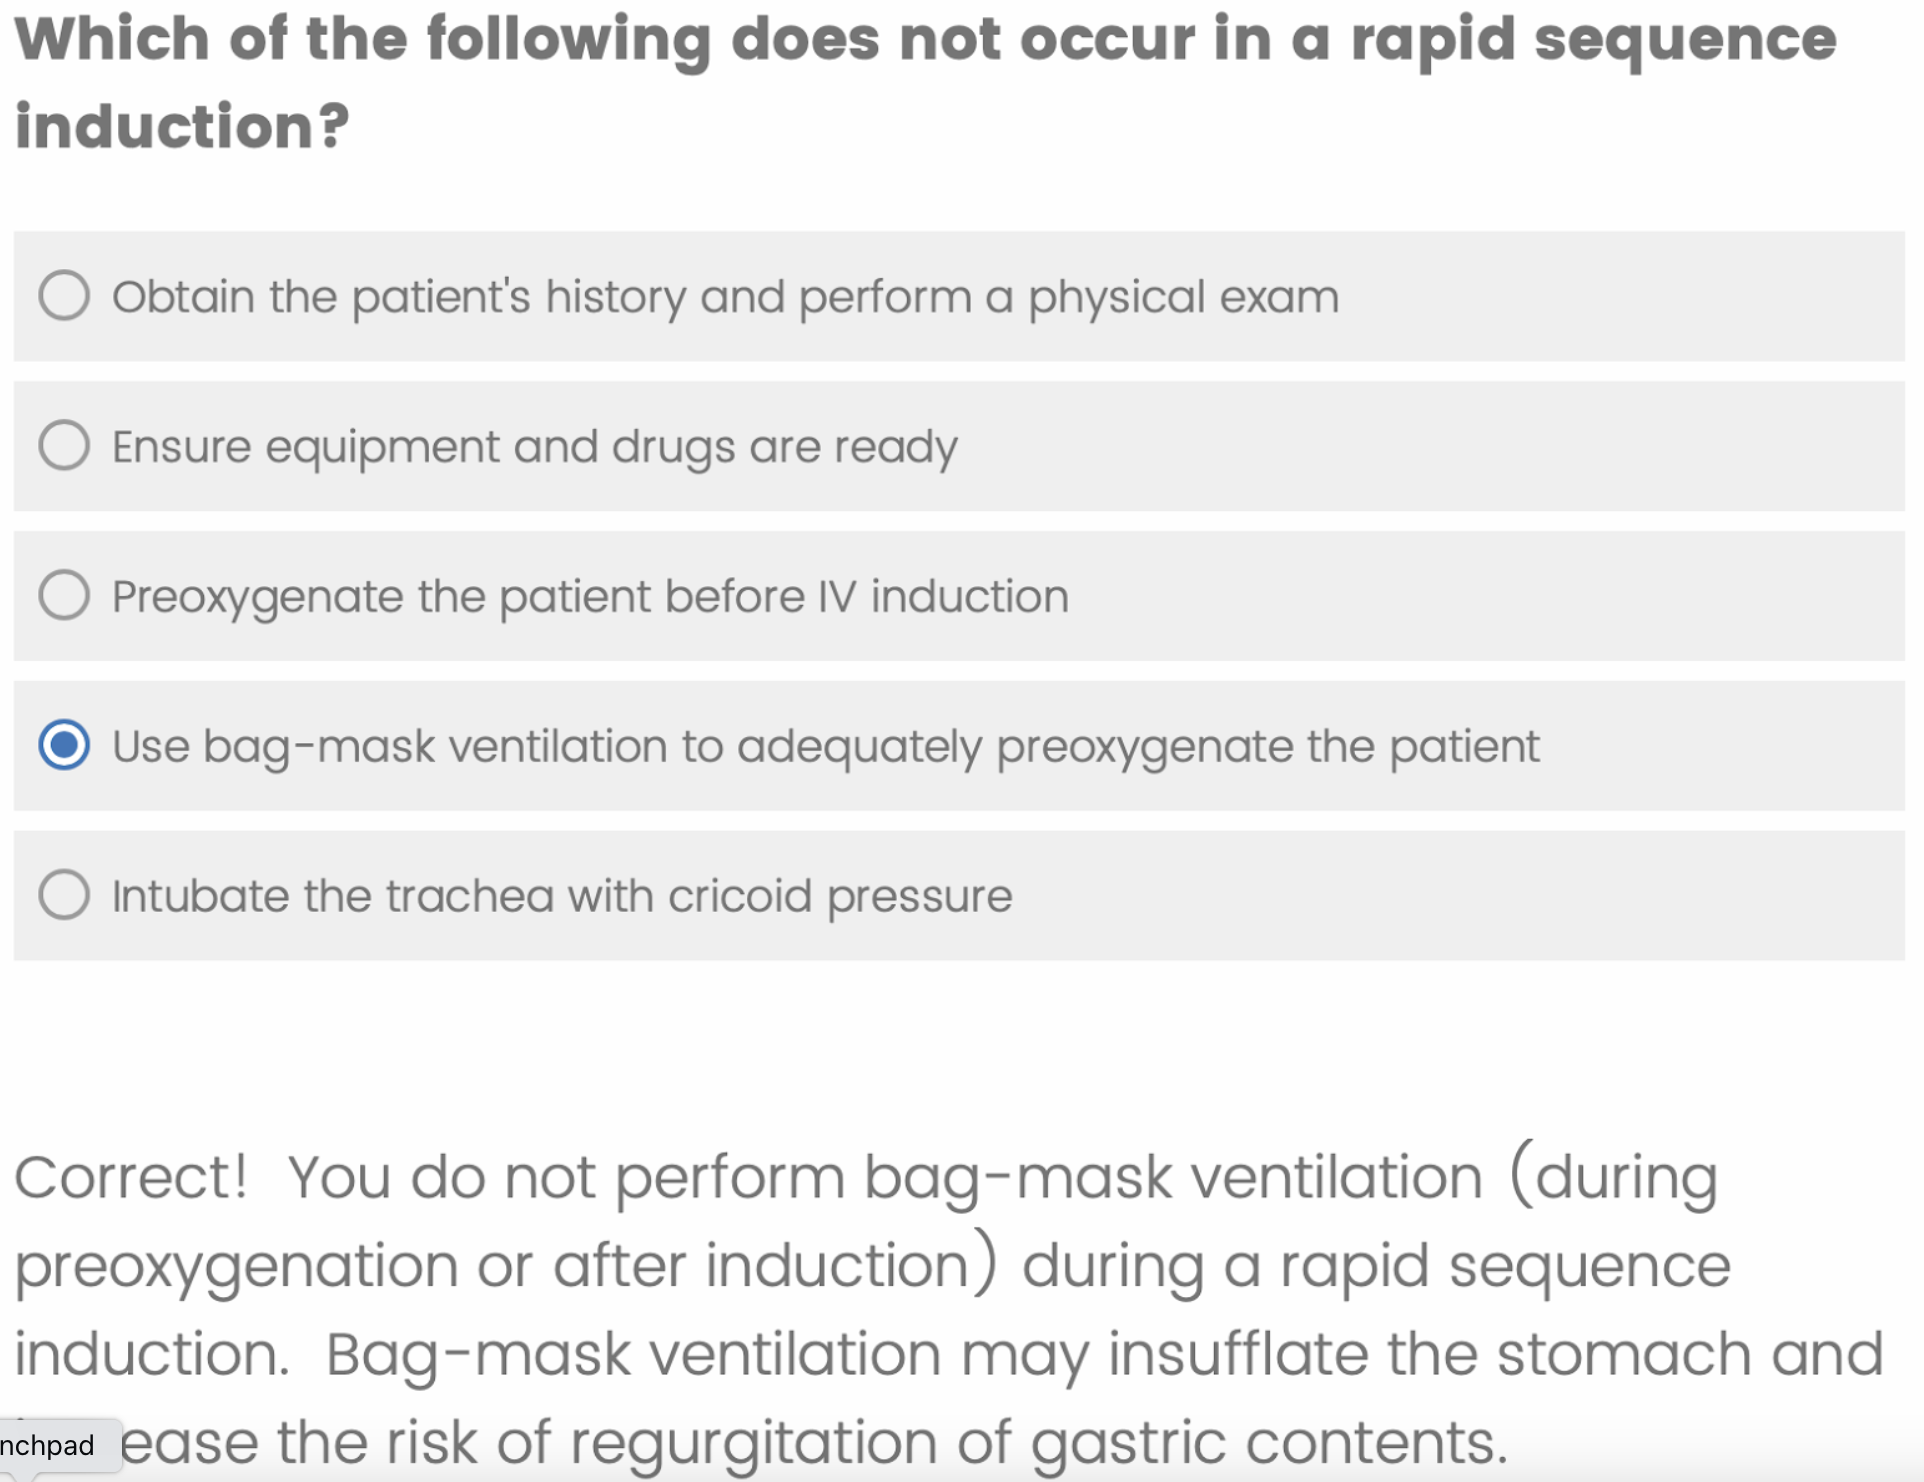 Which of the following does not occur in a rapid sequence
induction?
Obtain the patient's history and perform a physical exam
Ensure equipment and drugs are ready
Preoxygenate the patient before IV induction
Use bag-mask ventilation to adequately preoxygenate the patient
Intubate the trachea with cricoid pressure
Correct!  You do not perform bag-mask ventilation (during
preoxygenation or after induction) during a rapid sequence
induction.  Bag-mask ventilation may insufflate the stomach and
nchpad ease the risk of regurgitation of gastric contents.